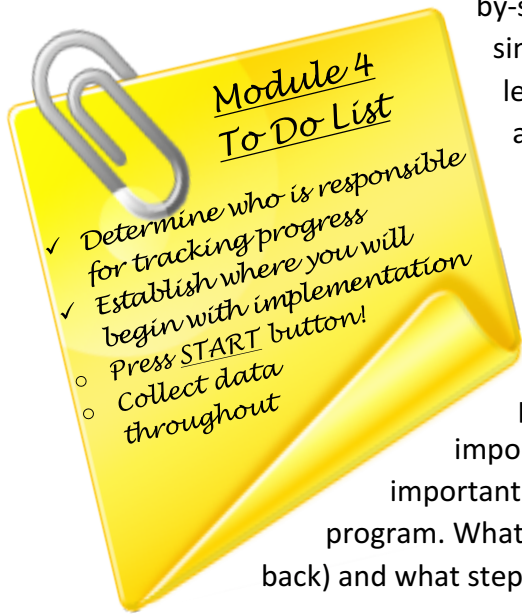 by-s
sin
le
a
Module 4
To Do List
✓ Determine who is responsible
for tracking progress
✓ Establish where you will
begin with implementation
○ Press START button!
○ Collect data
throughout
impo
important
program. What
back) and what step